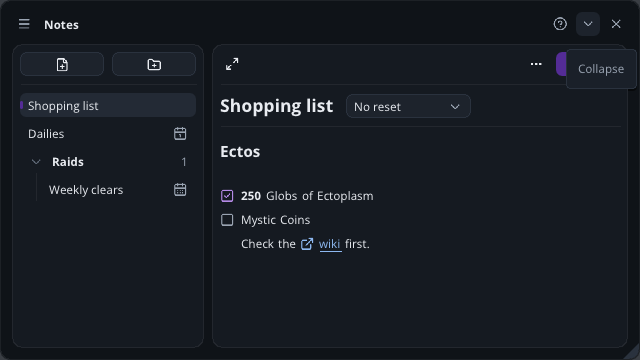 Notes
Collapse
Shopping list
Dailies
Raids 1
Weekly clears
Shopping list No reset
Ectos
250 Globs of Ectoplasm
Mystic Coins
Check the wiki first.